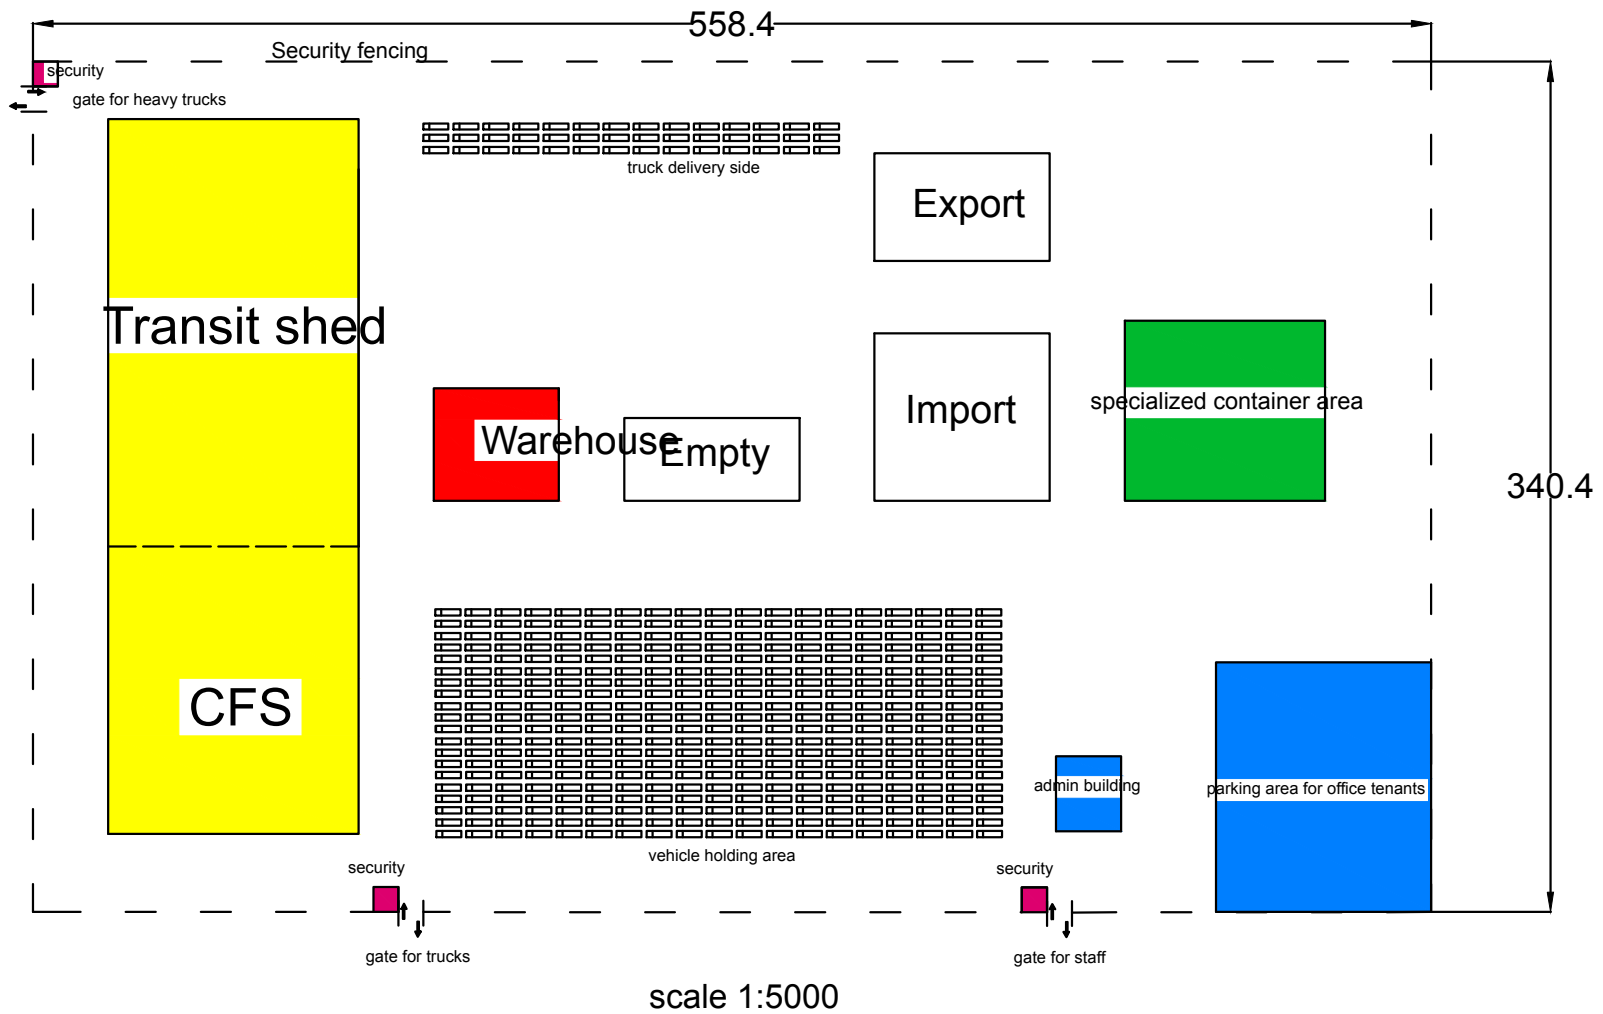 558.4
Security fencing
security
gate for heavy trucks
truck delivery side
Export
Transit shed
specialized container area
Import
Warehouse
Empty
340.4
CFS
admin building
parking area for office tenants
vehicle holding area
security
security
gate for trucks
gate for staff
scale 1:5000